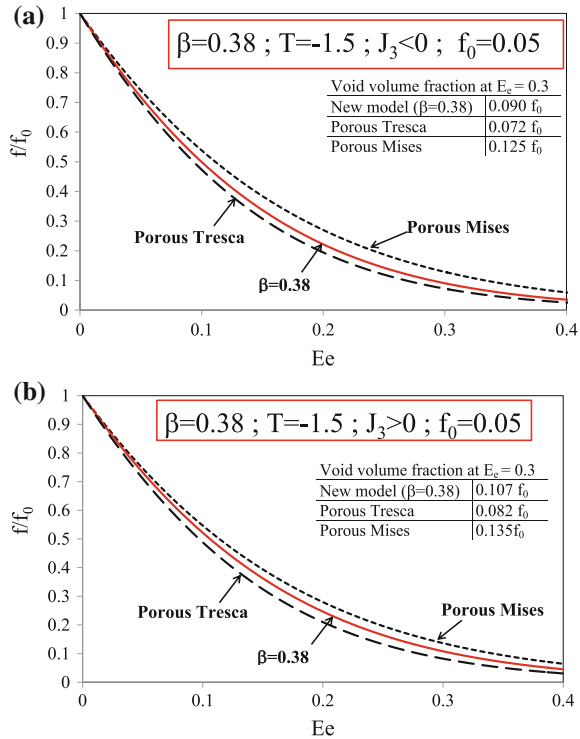 (a)
β=0.38 ; T=-1.5 ; J3<0 ; f0=0.05
Void volume fraction at Ee = 0.3
New model (β=0.38) 0.090 f0
Porous Tresca 0.072 f0
Porous Mises 0.125 f0
1
0.9
0.8
0.7
0.6
0.5
0.4
0.3
0.2
0.1
0
f/f0
Porous Tresca
Porous Mises
β=0.38
0 0.1 0.2 0.3 0.4
Ee
(b)
β=0.38 ; T=-1.5 ; J3>0 ; f0=0.05
Void volume fraction at Ee = 0.3
New model (β=0.38) 0.107 f0
Porous Tresca 0.082 f0
Porous Mises 0.135f0
1
0.9
0.8
0.7
0.6
0.5
0.4
0.3
0.2
0.1
0
f/f0
Porous Tresca
Porous Mises
β=0.38
0 0.1 0.2 0.3 0.4
Ee